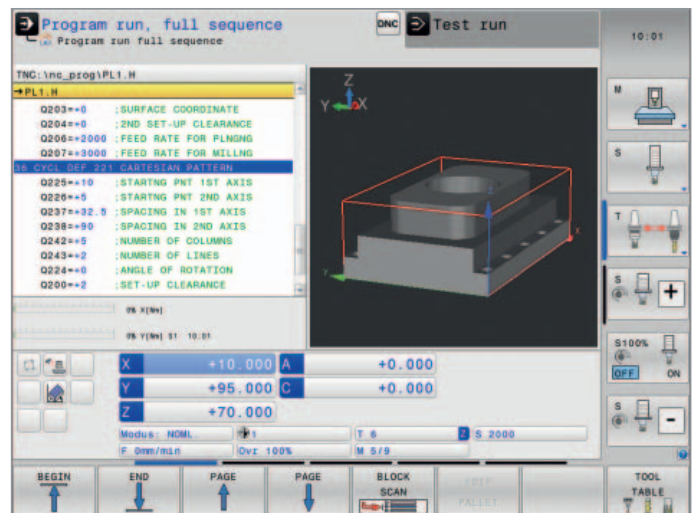 Program run, full sequence
Program run full sequence
DNC
Test run
10:01
TNC:\nc_prog\PL1.H
→PL1.H
Q203=+0 ;SURFACE COORDINATE
Q204=+0 ;2ND SET-UP CLEARANCE
Q206=+2000 ;FEED RATE FOR PLNGNG
Q207=+3000 ;FEED RATE FOR MILLNG
36 CYCL DEF 221 CARTESIAN PATTERN
Q225=+10 ;STARTNG PNT 1ST AXIS
Q226=+5 ;STARTNG PNT 2ND AXIS
Q237=+32.5 ;SPACING IN 1ST AXIS
Q238=+90 ;SPACING IN 2ND AXIS
Q242=+5 ;NUMBER OF COLUMNS
Q243=+2 ;NUMBER OF LINES
Q224=+0 ;ANGLE OF ROTATION
Q200=+2 ;SET-UP CLEARANCE
0% X[Nm]
0% Y[Nm] S1 10:01
Z
Y X
Z
X
Y
X +10.000 A +0.000
Y +95.000 C +0.000
Z +70.000
Modus: NOML. 1 T 6 Z S 2000
F 0mm/min Ovr 100% M 5/9
M
S
T
S +
S100%
OFF ON
S -
BEGIN
END
PAGE
PAGE
BLOCK
SCAN
PALLET
TOOL
TABLE